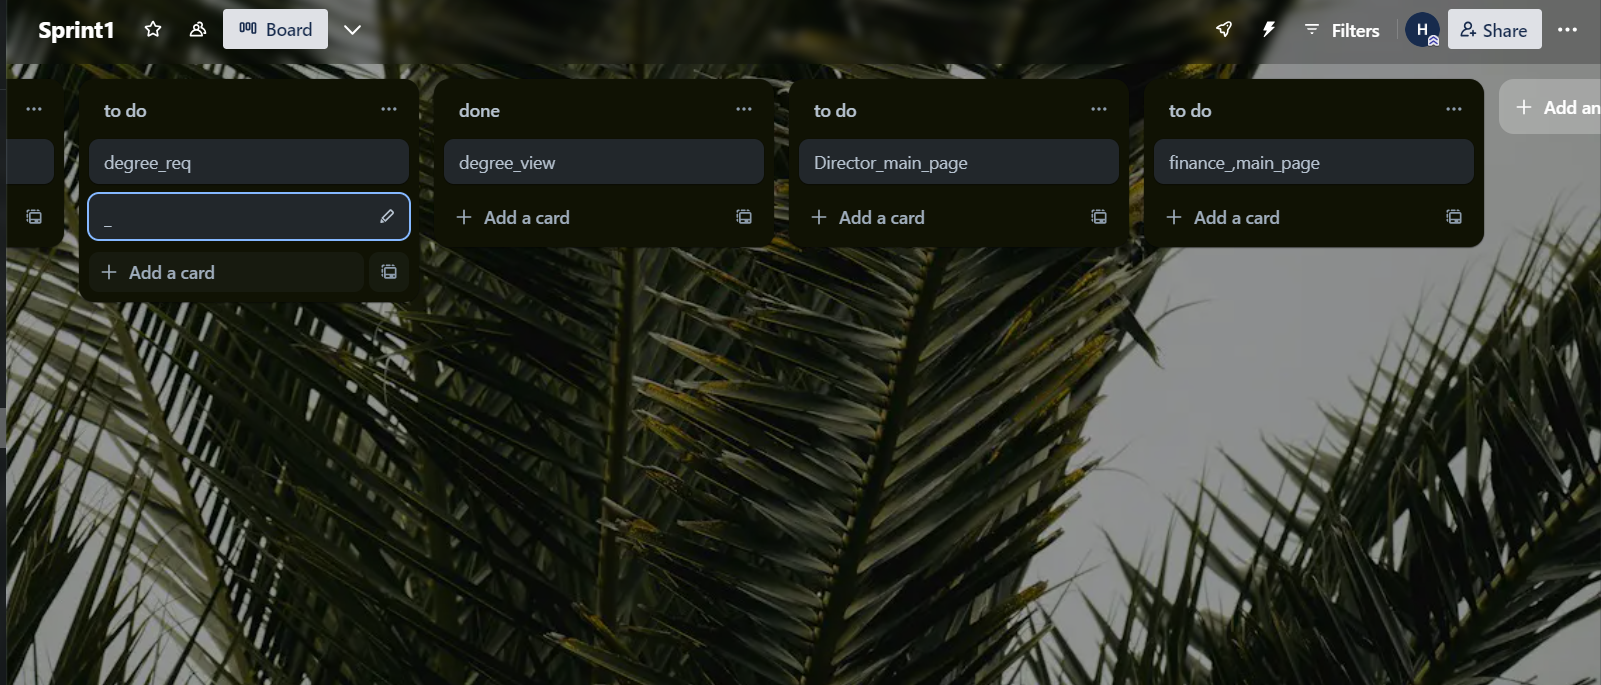 Sprint1
Board
Filters
H
Share
to do
degree_req
_
Add a card
done
degree_view
Add a card
to do
Director_main_page
Add a card
to do
finance_,main_page
Add a card
Add an